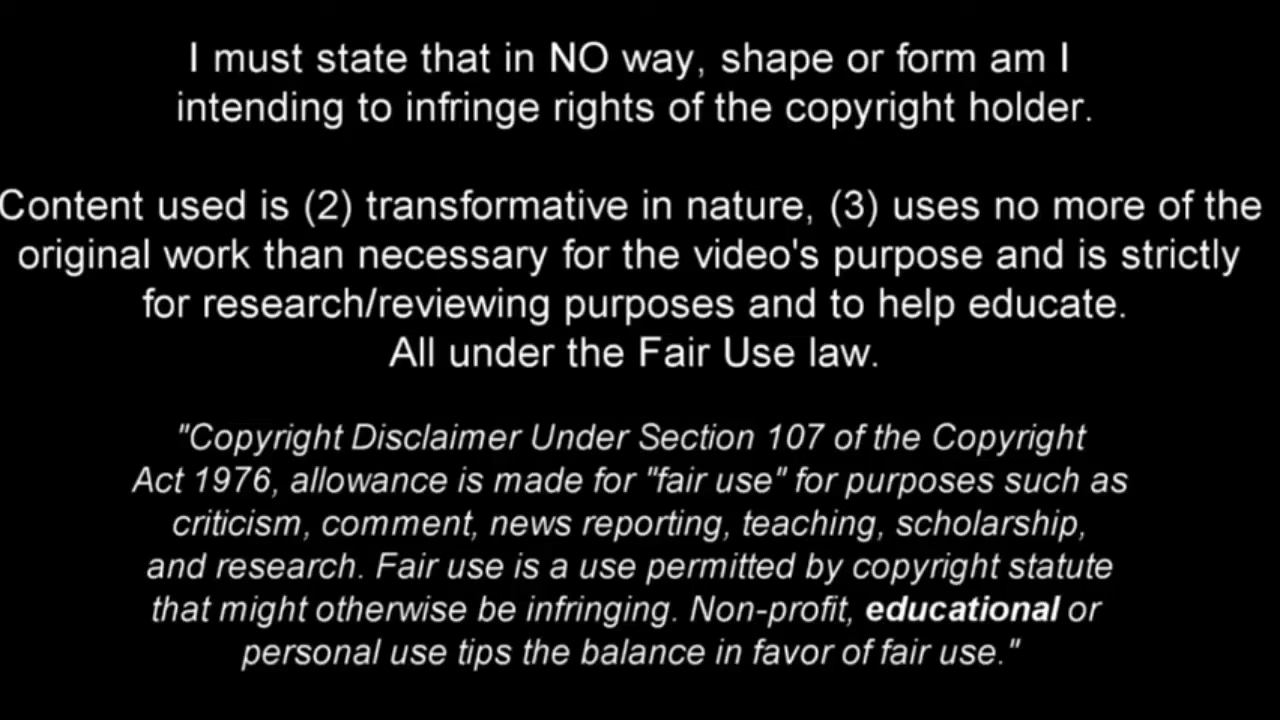 I must state that in NO way, shape or form am I
intending to infringe rights of the copyright holder.
Content used is (2) transformative in nature, (3) uses no more of the
original work than necessary for the video's purpose and is strictly
for research/reviewing purposes and to help educate.
All under the Fair Use law.
"Copyright Disclaimer Under Section 107 of the Copyright
Act 1976, allowance is made for "fair use" for purposes such as
criticism, comment, news reporting, teaching, scholarship,
and research. Fair use is a use permitted by copyright statute
that might otherwise be infringing. Non-profit, educational or
personal use tips the balance in favor of fair use."